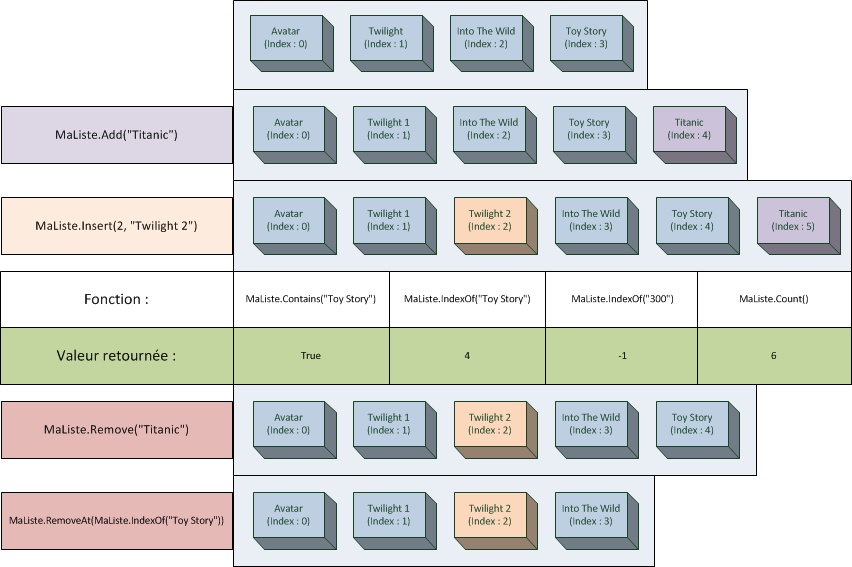 Avatar Twilight Into The Wild Toy Story
(Index : 0) (Index : 1) (Index : 2) (Index : 3)
MaListe.Add("Titanic")
Avatar Twilight 1 Into The Wild Toy Story Titanic
(Index : 0) (Index : 1) (Index : 2) (Index : 3) (Index : 4)
MaListe.Insert(2, "Twilight 2")
Avatar Twilight 1 Twilight 2 Into The Wild Toy Story Titanic
(Index : 0) (Index : 1) (Index : 2) (Index : 3) (Index : 4) (Index : 5)
Fonction : MaListe.Contains("Toy Story") MaListe.IndexOf("Toy Story") MaListe.IndexOf("300") MaListe.Count()
Valeur retournée : True 4 -1 6
MaListe.Remove("Titanic")
Avatar Twilight 1 Twilight 2 Into The Wild Toy Story
(Index : 0) (Index : 1) (Index : 2) (Index : 3) (Index : 4)
MaListe.RemoveAt(MaListe.IndexOf("Toy Story"))
Avatar Twilight 1 Twilight 2 Into The Wild
(Index : 0) (Index : 1) (Index : 2) (Index : 3)